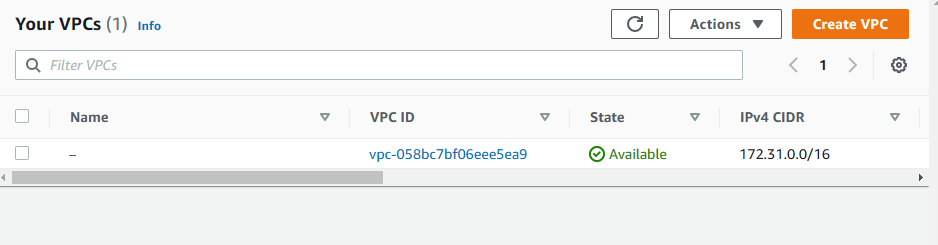 Your VPCs (1) Info Actions Create VPC
Filter VPCs 1
Name VPC ID State IPv4 CIDR
– vpc-058bc7bf06eee5ea9 Available 172.31.0.0/16